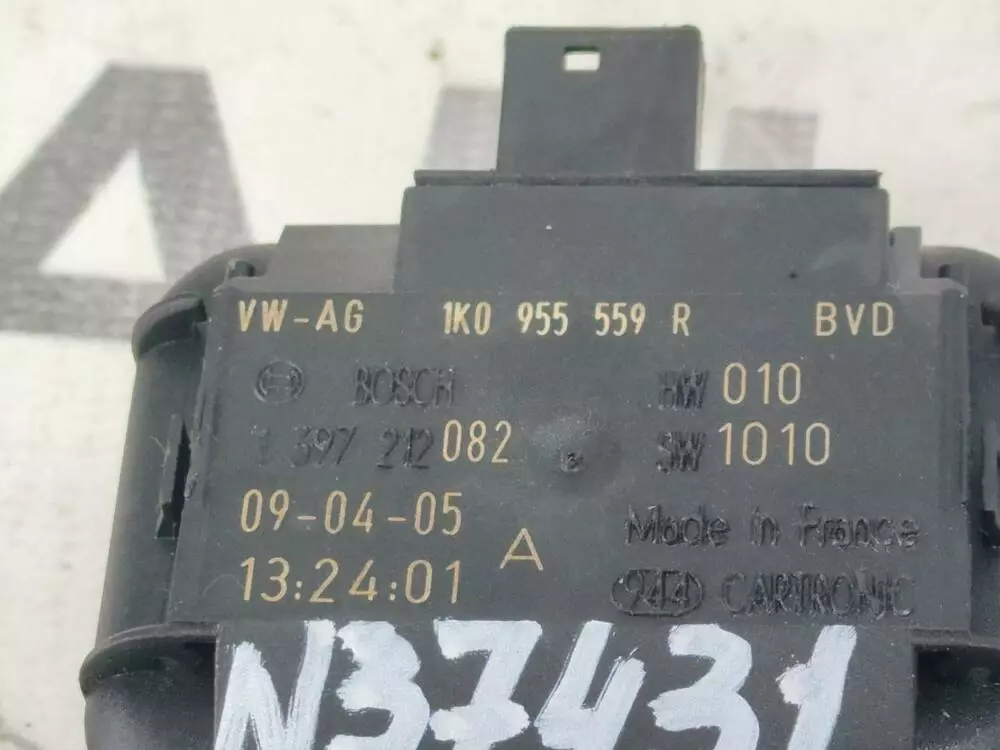 VW-AG 1K0 955 559 R BVD
BOSCH HW 010
1 397 212 082 SW 1010
09-04-05 Made in France
13:24:01 A CARTRONIC
N37431